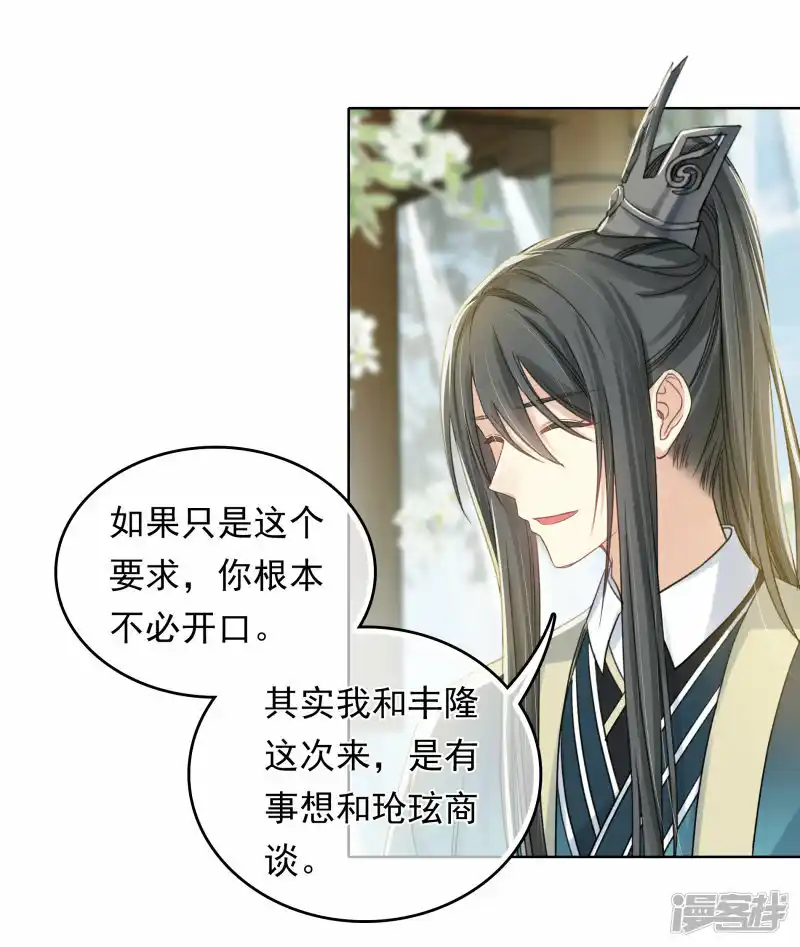 如果只是这个
要求，你根本
不必开口。
其实我和丰隆
这次来，是有
事想和玱玹商
谈。
漫客栈